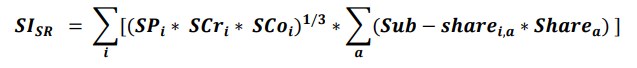 SI_SR = ∑_i [(SP_i * SCr_i * SCo_i)^1/3 * ∑_a (Sub − share_i,a * Share_a) ]